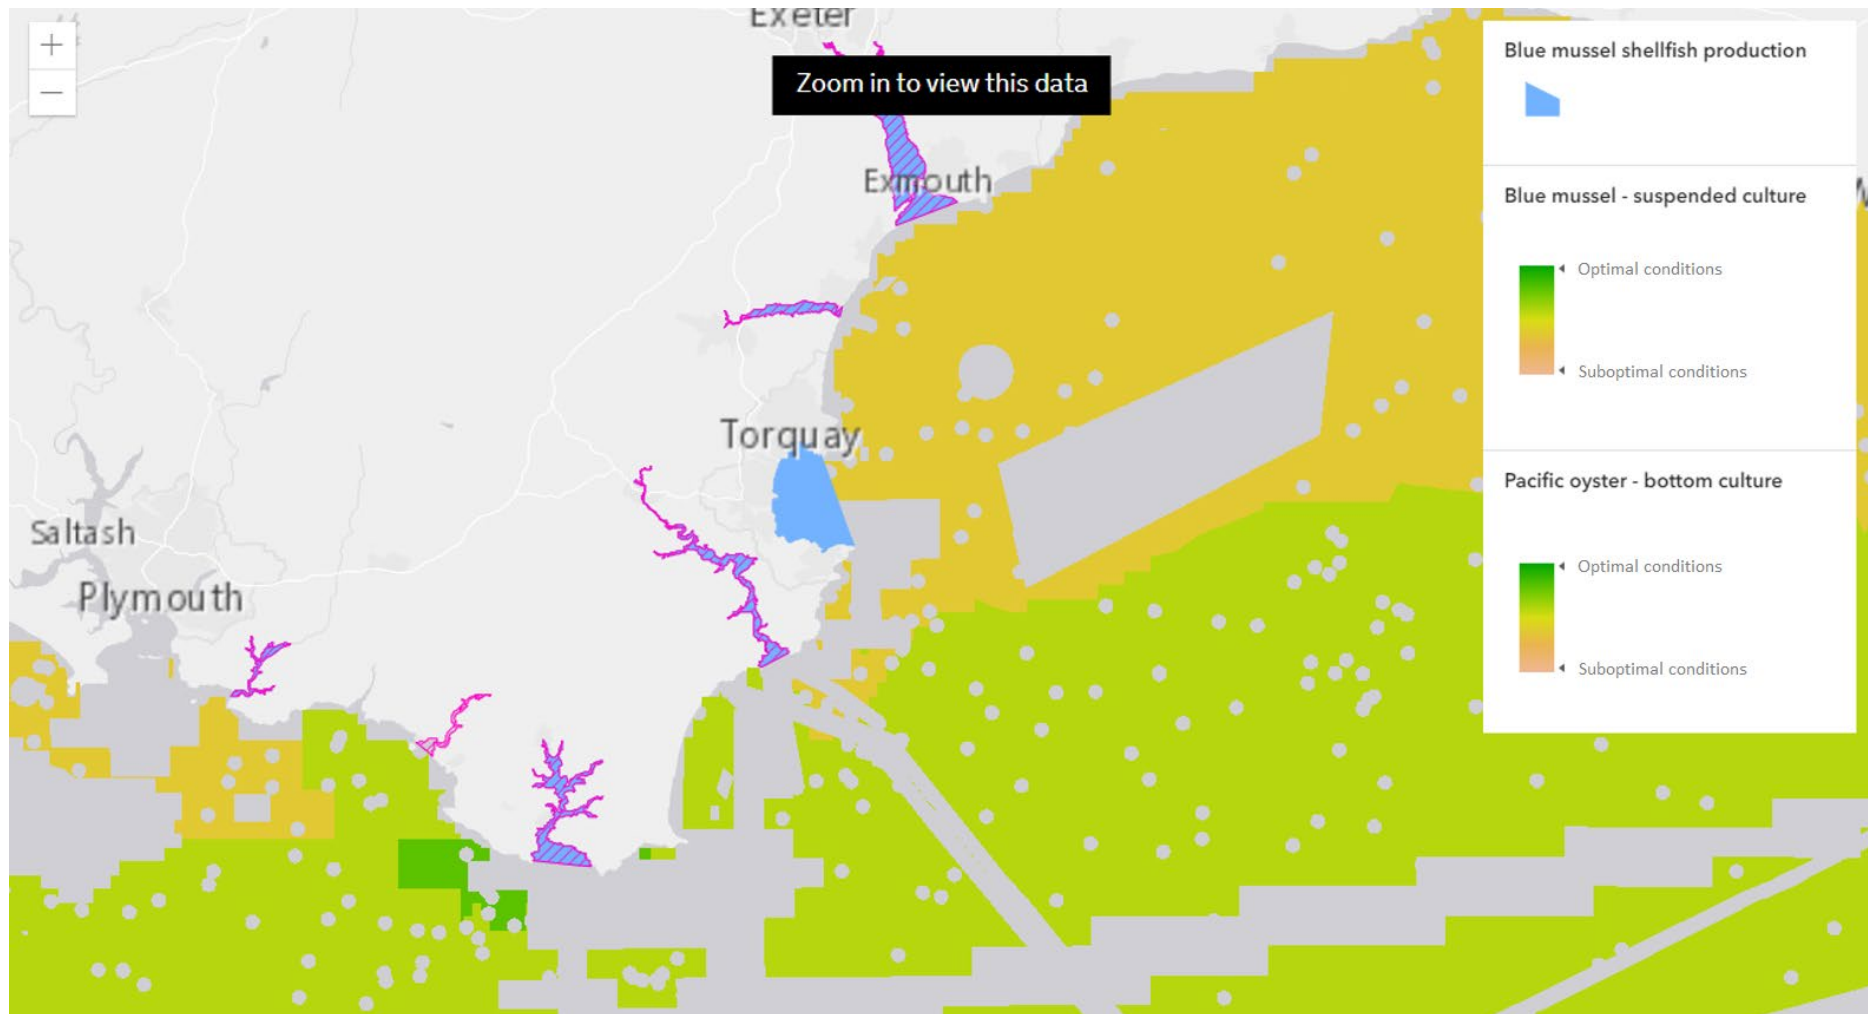 Exeter
Zoom in to view this data
Exmouth
Torquay
Saltash
Plymouth
+
−
Blue mussel shellfish production
Blue mussel - suspended culture
Optimal conditions
Suboptimal conditions
Pacific oyster - bottom culture
Optimal conditions
Suboptimal conditions